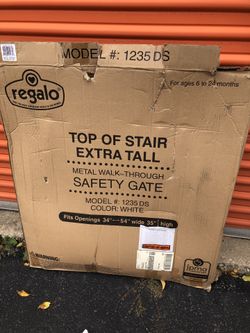 MODEL #: 1235 DS
For ages 6 to 24 months
regalo
TOP OF STAIR
EXTRA TALL
METAL WALK-THROUGH
SAFETY GATE
MODEL #: 1235 DS
COLOR: WHITE
Fits Openings 34" - 54" wide 35" high
WARNING:
jpma